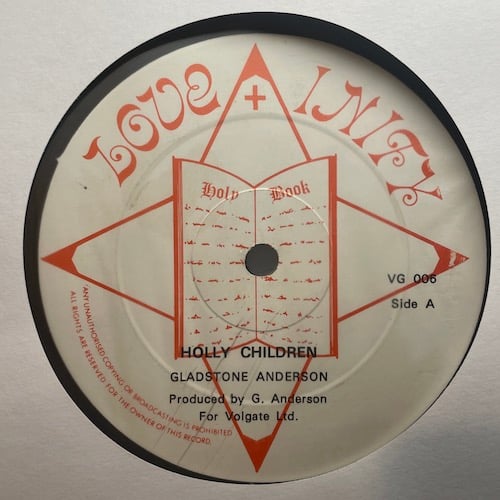 LOVE + INITY
Holy Book
VG 006
Side A
HOLLY CHILDREN
GLADSTONE ANDERSON
Produced by G. Anderson
For Volgate Ltd.
ANY UNAUTHORISED COPYING OR BROADCASTING IS PROHIBITED
ALL RIGHTS ARE RESERVED FOR THE OWNER OF THIS RECORD.